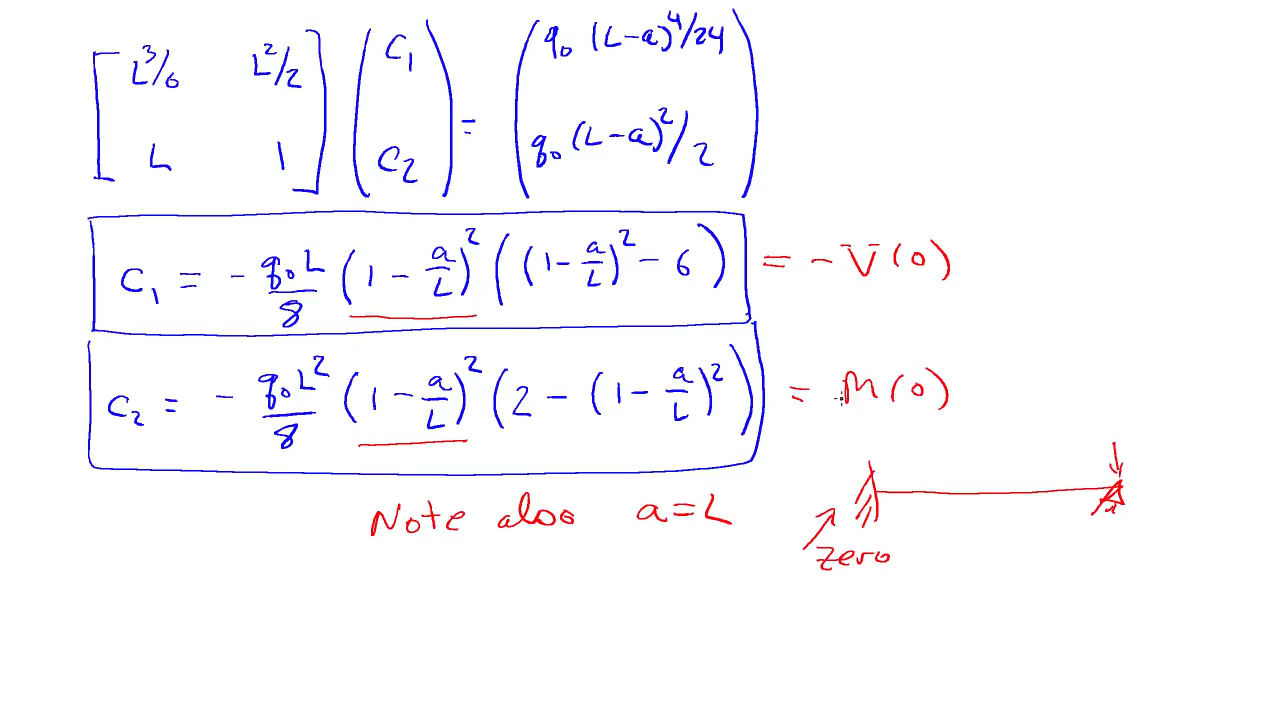 [ L³/6 L²/2 ; L 1 ] ( C₁ ; C₂ ) = ( q₀ (L-a)⁴/24 ; q₀ (L-a)²/2 )
C₁ = - q₀L/8 (1 - a/L)² ((1 - a/L)² - 6) = - V(0)
C₂ = - q₀L²/8 (1 - a/L)² (2 - (1 - a/L)²) = M(0)
Note also a = L
Zero